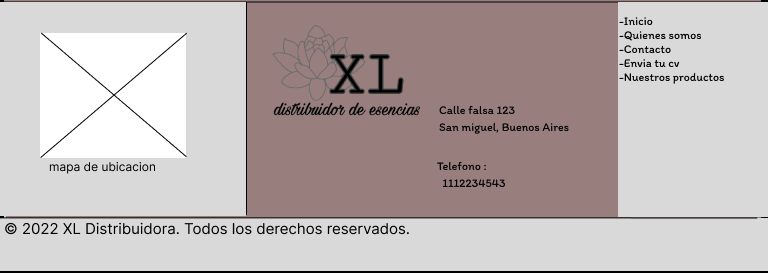 mapa de ubicacion
XL
distribuidor de esencias
Calle falsa 123
San miguel, Buenos Aires
Telefono :
1112234543
-Inicio
-Quienes somos
-Contacto
-Envia tu cv
-Nuestros productos
© 2022 XL Distribuidora. Todos los derechos reservados.